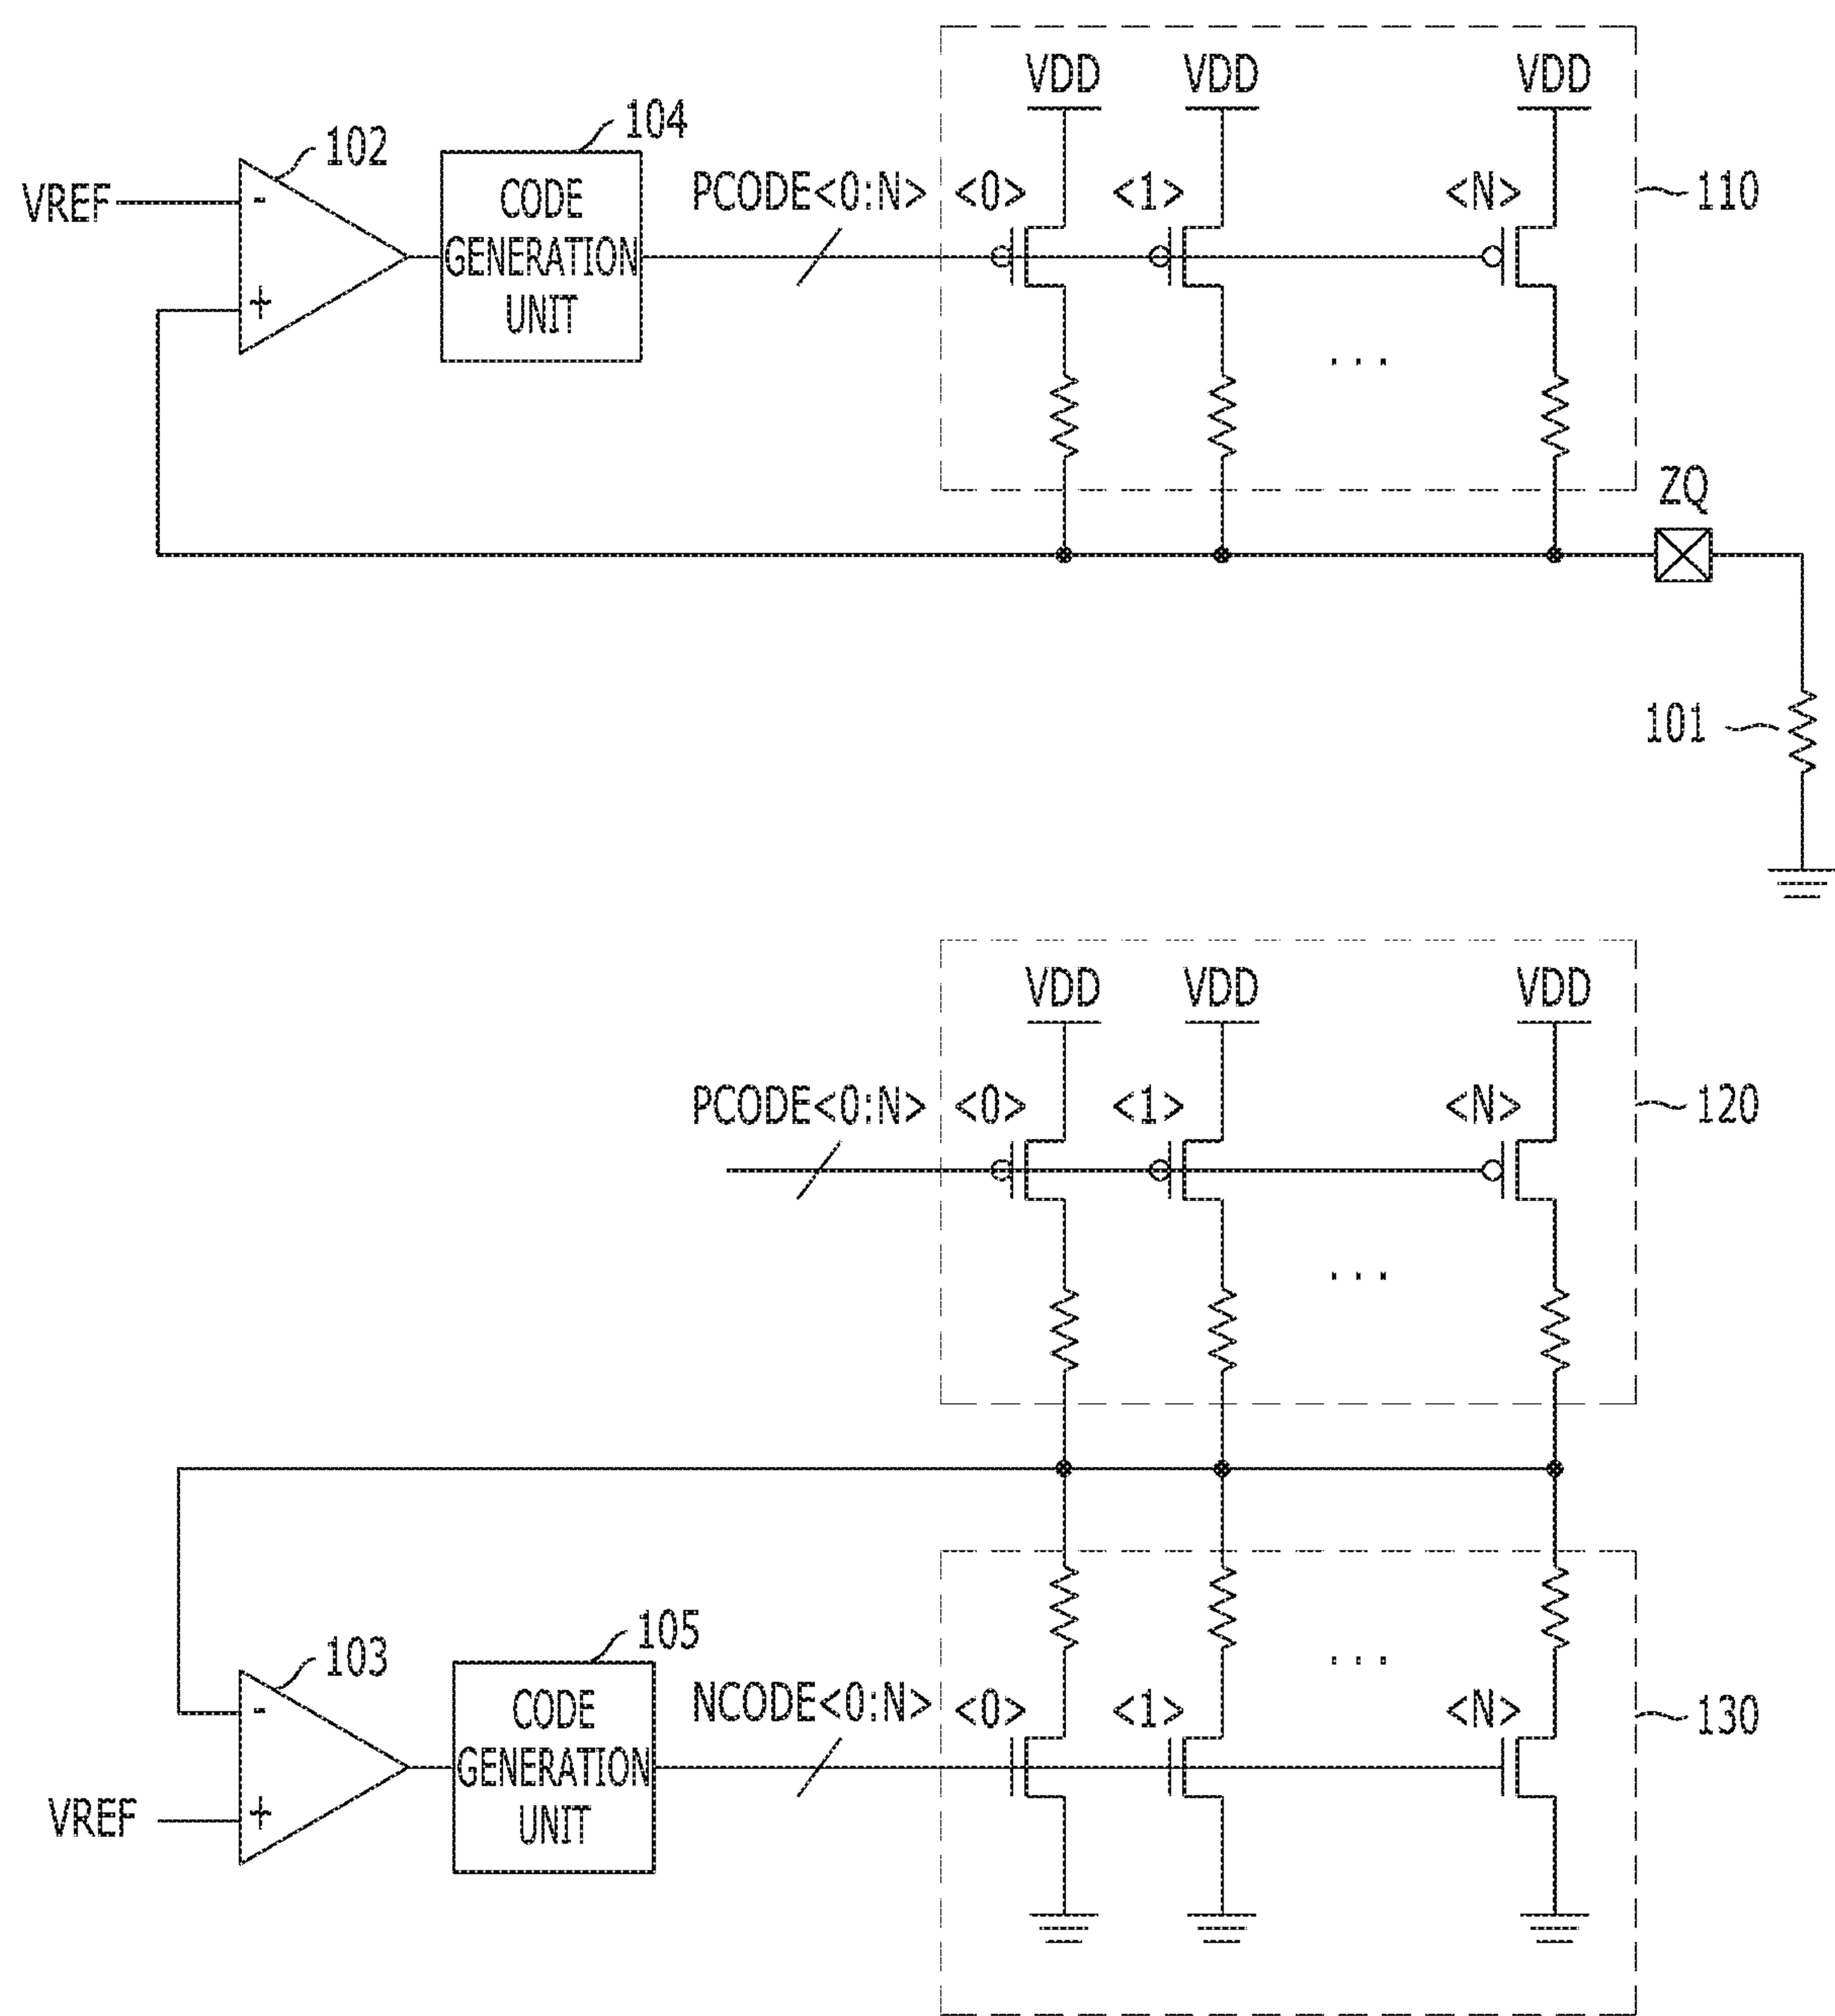 VDD VDD VDD
104
102
VREF
-
CODE
GENERATION
UNIT
PCODE<0:N> <0> <1> <N>
110
+
...
ZQ
101
VDD VDD VDD
PCODE<0:N> <0> <1> <N>
120
...
105
103
...
-
CODE
GENERATION
UNIT
NCODE<0:N> <0> <1> <N>
130
VREF
+